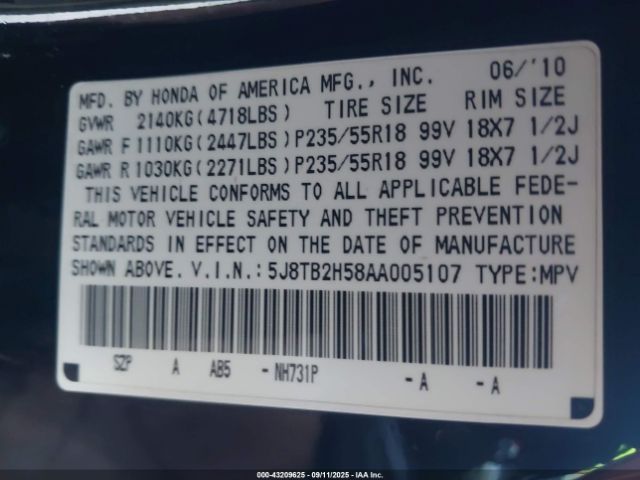 MFD. BY HONDA OF AMERICA MFG., INC. 06/'10
GVWR 2140KG(4718LBS) TIRE SIZE RIM SIZE
GAWR F 1110KG(2447LBS)P235/55R18 99V 18X7 1/2J
GAWR R 1030KG(2271LBS)P235/55R18 99V 18X7 1/2J
THIS VEHICLE CONFORMS TO ALL APPLICABLE FEDE-
RAL MOTOR VEHICLE SAFETY AND THEFT PREVENTION
STANDARDS IN EFFECT ON THE DATE OF MANUFACTURE
SHOWN ABOVE. V.I.N.:5J8TB2H58AA005107 TYPE:MPV
SZP A AB5 - NH731P - A - A
000-43209625 - 09/11/2025 - IAA Inc.